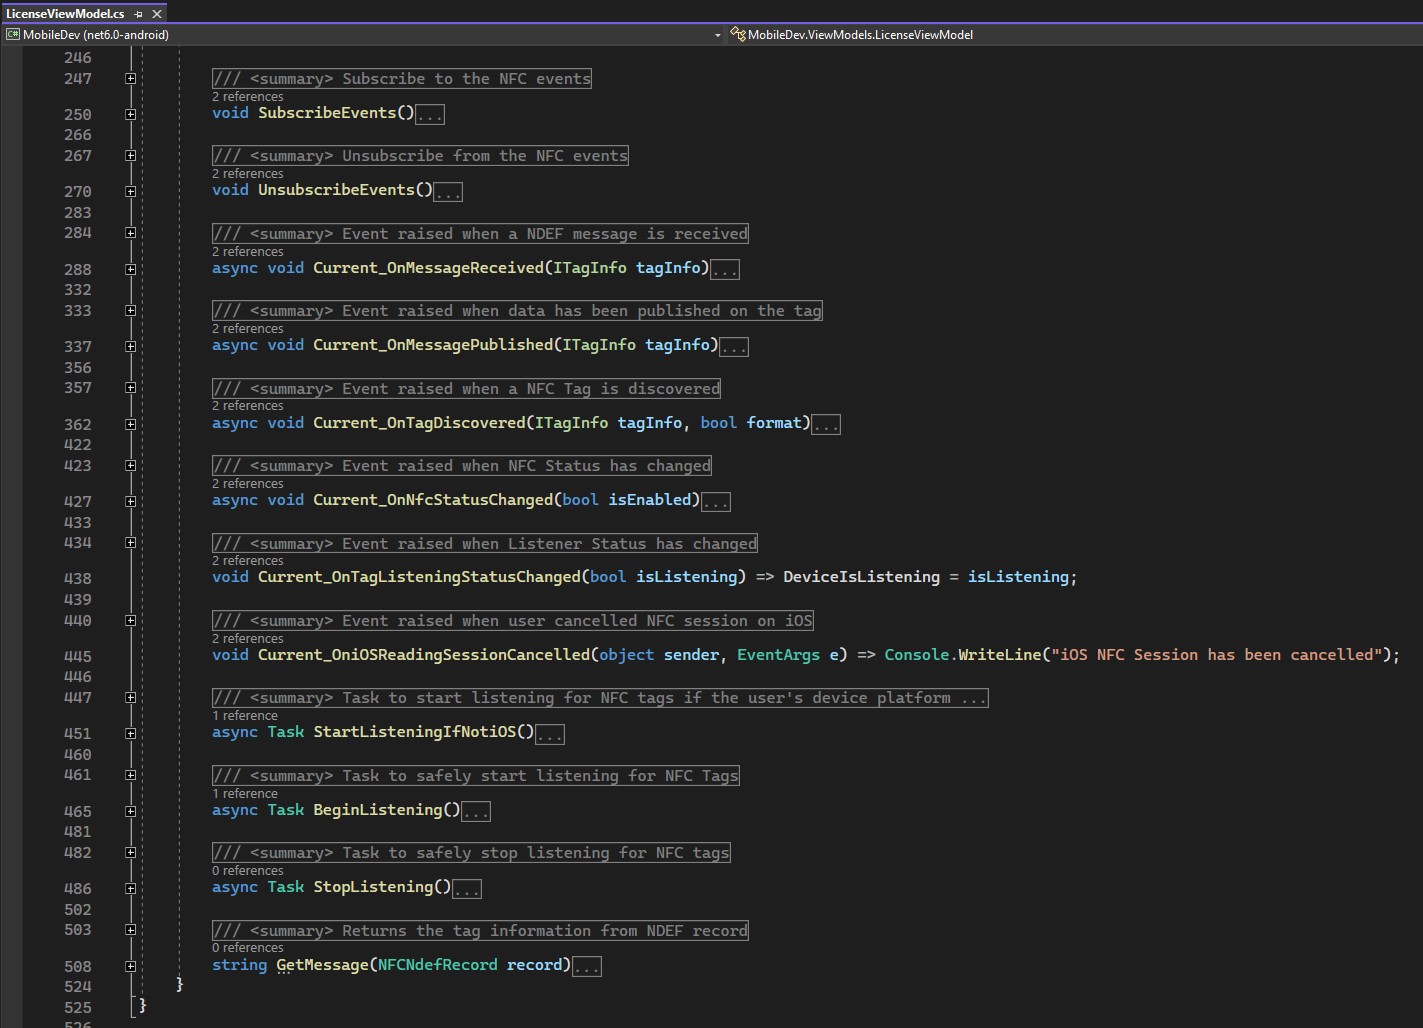 LicenseViewModel.cs
C# MobileDev (net6.0-android) MobileDev.ViewModels.LicenseViewModel
246
247 /// <summary> Subscribe to the NFC events
2 references
250 void SubscribeEvents()...
266
267 /// <summary> Unsubscribe from the NFC events
2 references
270 void UnsubscribeEvents()...
283
284 /// <summary> Event raised when a NDEF message is received
2 references
288 async void Current_OnMessageReceived(ITagInfo tagInfo)...
332
333 /// <summary> Event raised when data has been published on the tag
2 references
337 async void Current_OnMessagePublished(ITagInfo tagInfo)...
356
357 /// <summary> Event raised when a NFC Tag is discovered
2 references
362 async void Current_OnTagDiscovered(ITagInfo tagInfo, bool format)...
422
423 /// <summary> Event raised when NFC Status has changed
2 references
427 async void Current_OnNfcStatusChanged(bool isEnabled)...
433
434 /// <summary> Event raised when Listener Status has changed
2 references
438 void Current_OnTagListeningStatusChanged(bool isListening) => DeviceIsListening = isListening;
439
440 /// <summary> Event raised when user cancelled NFC session on iOS
2 references
445 void Current_OniOSReadingSessionCancelled(object sender, EventArgs e) => Console.WriteLine("iOS NFC Session has been cancelled");
446
447 /// <summary> Task to start listening for NFC tags if the user's device platform ...
1 reference
451 async Task StartListeningIfNotiOS()...
460
461 /// <summary> Task to safely start listening for NFC Tags
1 reference
465 async Task BeginListening()...
481
482 /// <summary> Task to safely stop listening for NFC tags
0 references
486 async Task StopListening()...
502
503 /// <summary> Returns the tag information from NDEF record
0 references
508 string GetMessage(NFCNdefRecord record)...
524 }
525 }
526